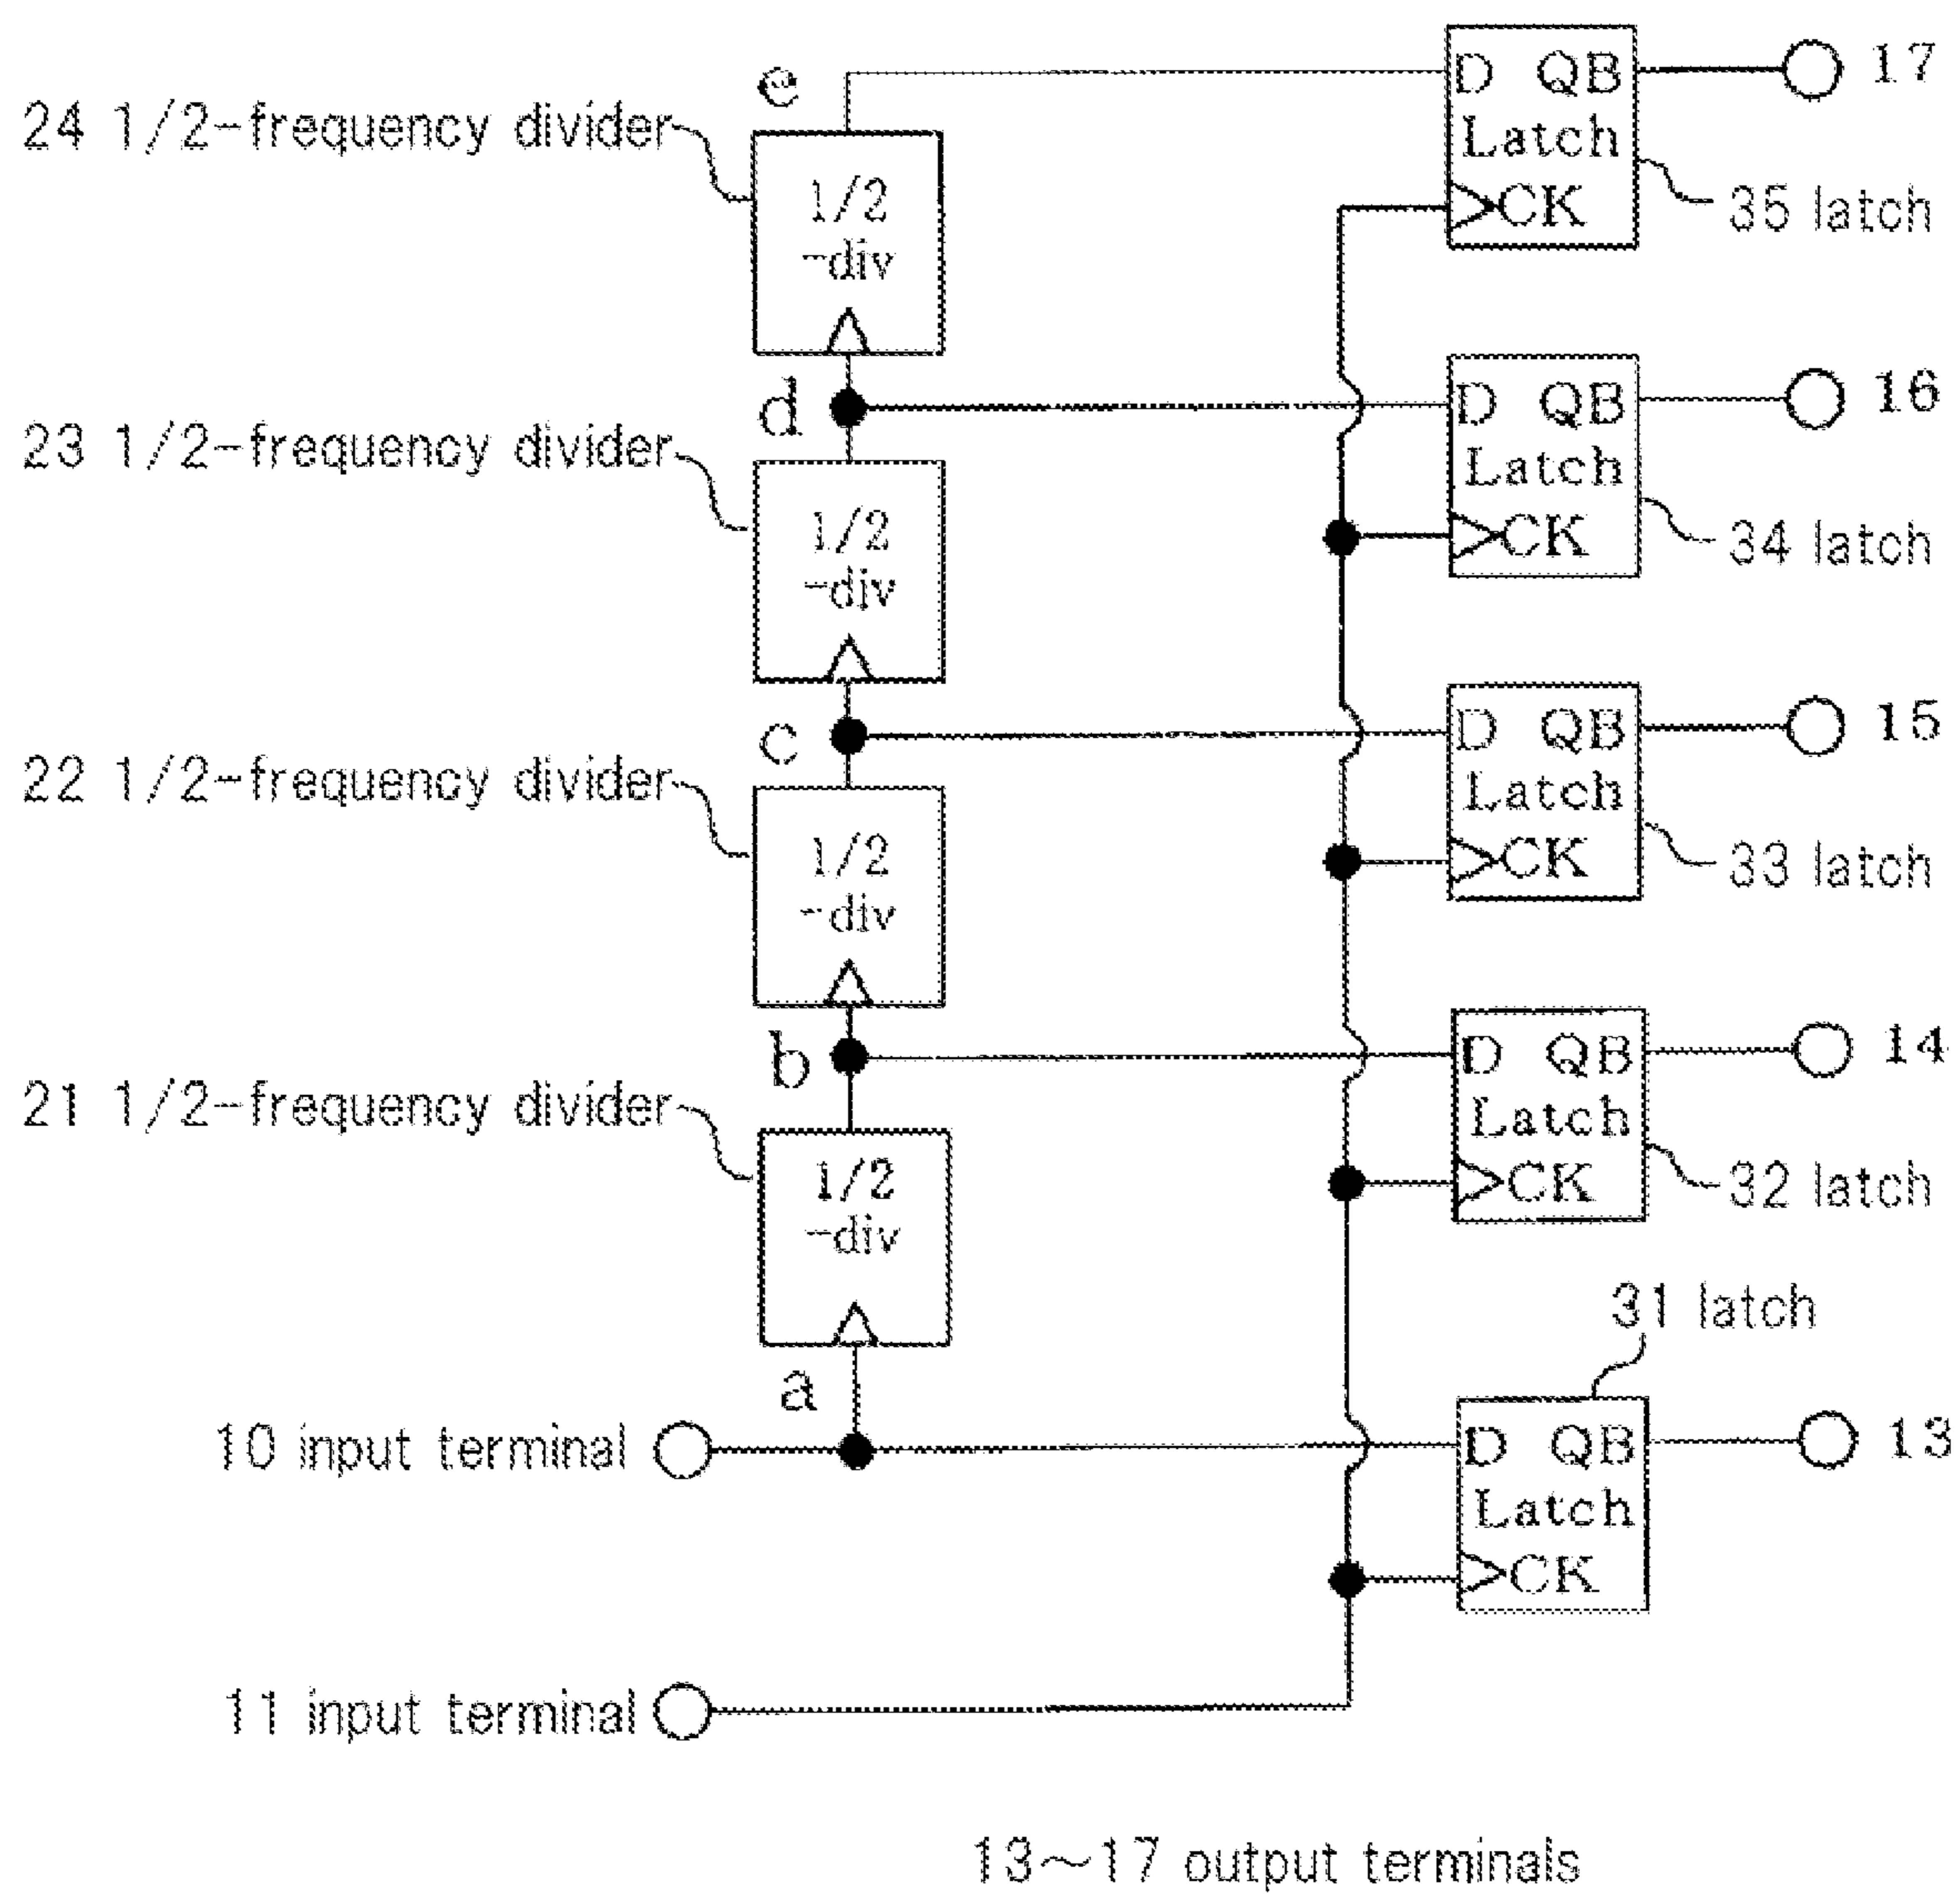 e
D QB
17
24 1/2-frequency divider
1/2
-div
Latch
CK
35 latch
d
D QB
16
23 1/2-frequency divider
1/2
-div
Latch
CK
34 latch
c
D QB
15
22 1/2-frequency divider
1/2
-div
Latch
CK
33 latch
b
D QB
14
21 1/2-frequency divider
1/2
-div
Latch
CK
32 latch
31 latch
a
10 input terminal
D QB
13
Latch
CK
11 input terminal
13~17 output terminals